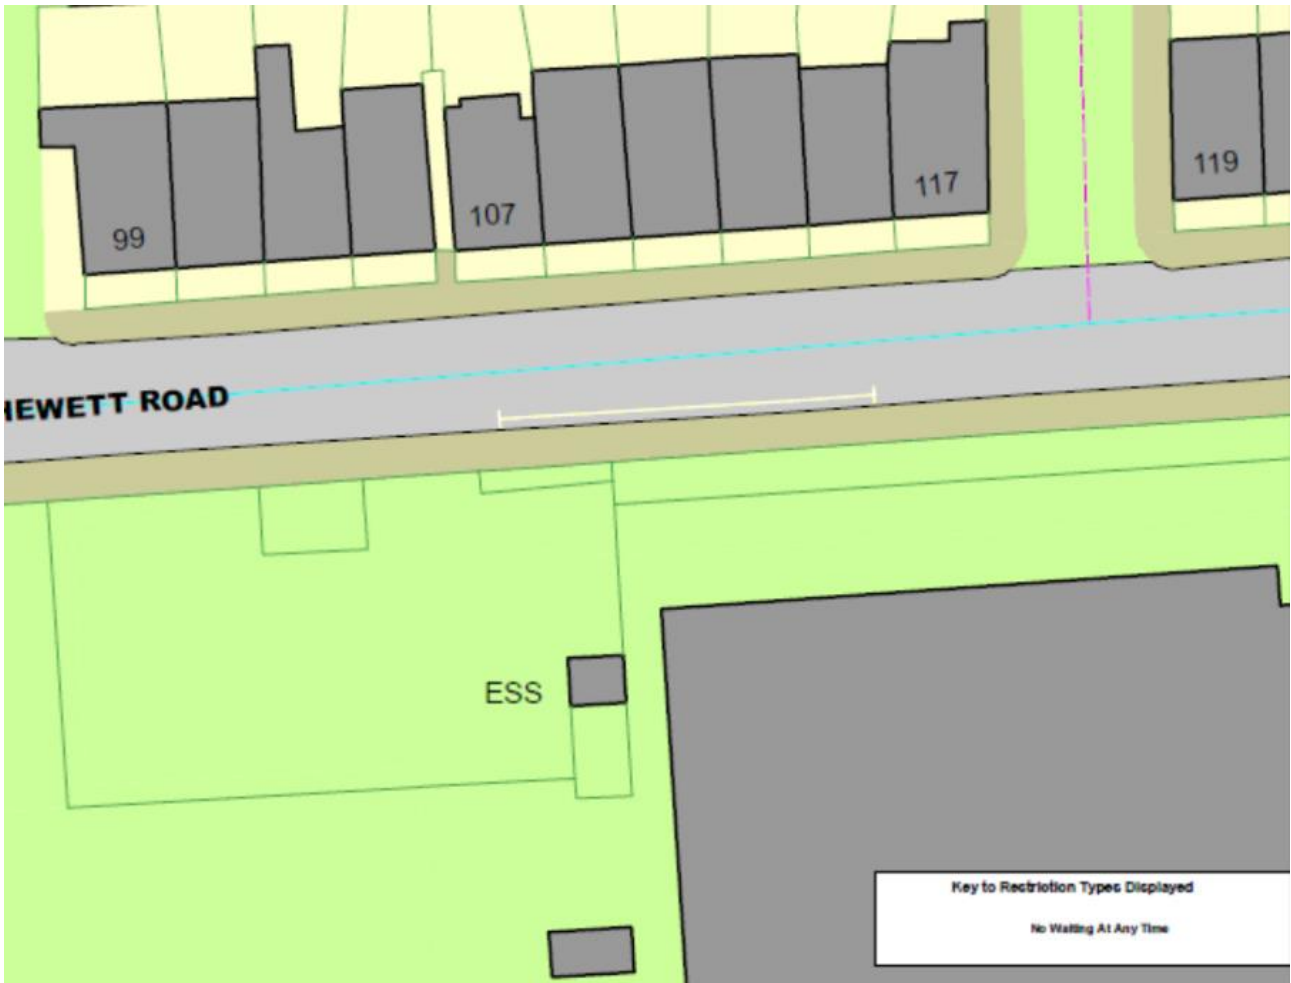 117
119
107
99
HEWETT ROAD
ESS
Key to Restriction Types Displayed
No Waiting At Any Time